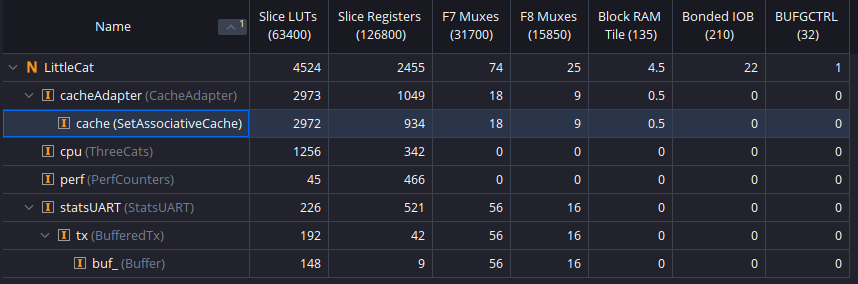 Name 1 Slice LUTs (63400) Slice Registers (126800) F7 Muxes (31700) F8 Muxes (15850) Block RAM Tile (135) Bonded IOB (210) BUFGCTRL (32)
N LittleCat 4524 2455 74 25 4.5 22 1
I cacheAdapter (CacheAdapter) 2973 1049 18 9 0.5 0 0
I cache (SetAssociativeCache) 2972 934 18 9 0.5 0 0
I cpu (ThreeCats) 1256 342 0 0 0 0 0
I perf (PerfCounters) 45 466 0 0 0 0 0
I statsUART (StatsUART) 226 521 56 16 0 0 0
I tx (BufferedTx) 192 42 56 16 0 0 0
I buf_ (Buffer) 148 9 56 16 0 0 0